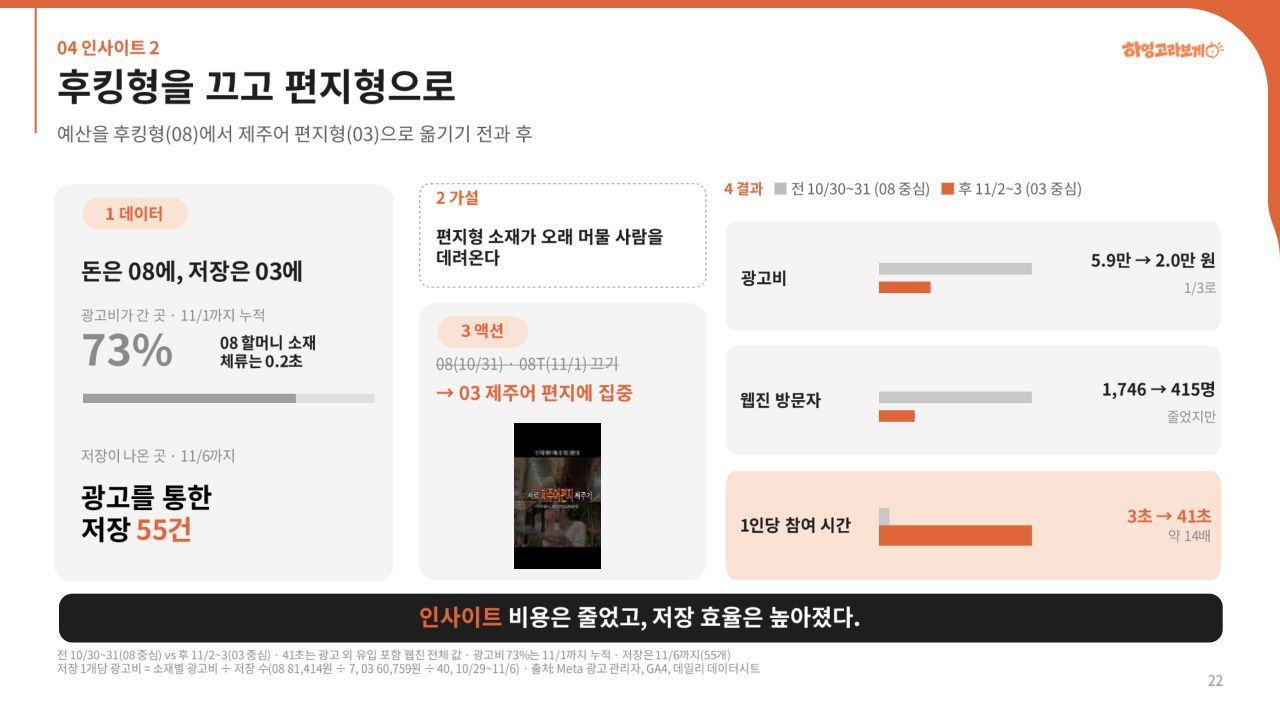 04 인사이트 2
하영고라보게
후킹형을 끄고 편지형으로
예산을 후킹형(08)에서 제주어 편지형(03)으로 옮기기 전과 후
1 데이터
돈은 08에, 저장은 03에
광고비가 간 곳 · 11/1까지 누적
73%
08 할머니 소재
체류는 0.2초
저장이 나온 곳 · 11/6까지
광고를 통한
저장 55건
2 가설
편지형 소재가 오래 머물 사람을
데려온다
3 액션
08(10/31) · 08T(11/1) 끄기
→ 03 제주어 편지에 집중
제주어편지
4 결과 전 10/30~31 (08 중심) 후 11/2~3 (03 중심)
광고비
5.9만 → 2.0만 원
1/3로
웹진 방문자
1,746 → 415명
줄었지만
1인당 참여 시간
3초 → 41초
약 14배
인사이트 비용은 줄었고, 저장 효율은 높아졌다.
전 10/30~31(08 중심) vs 후 11/2~3(03 중심) · 41초는 광고 외 유입 포함 웹진 전체 값 · 광고비 73%는 11/1까지 누적 · 저장은 11/6까지(55개)
저장 1개당 광고비 = 소재별 광고비 ÷ 저장 수(08 81,414원 ÷ 7, 03 60,759원 ÷ 40, 10/29~11/6) · 출처: Meta 광고 관리자, GA4, 데일리 데이터시트
22